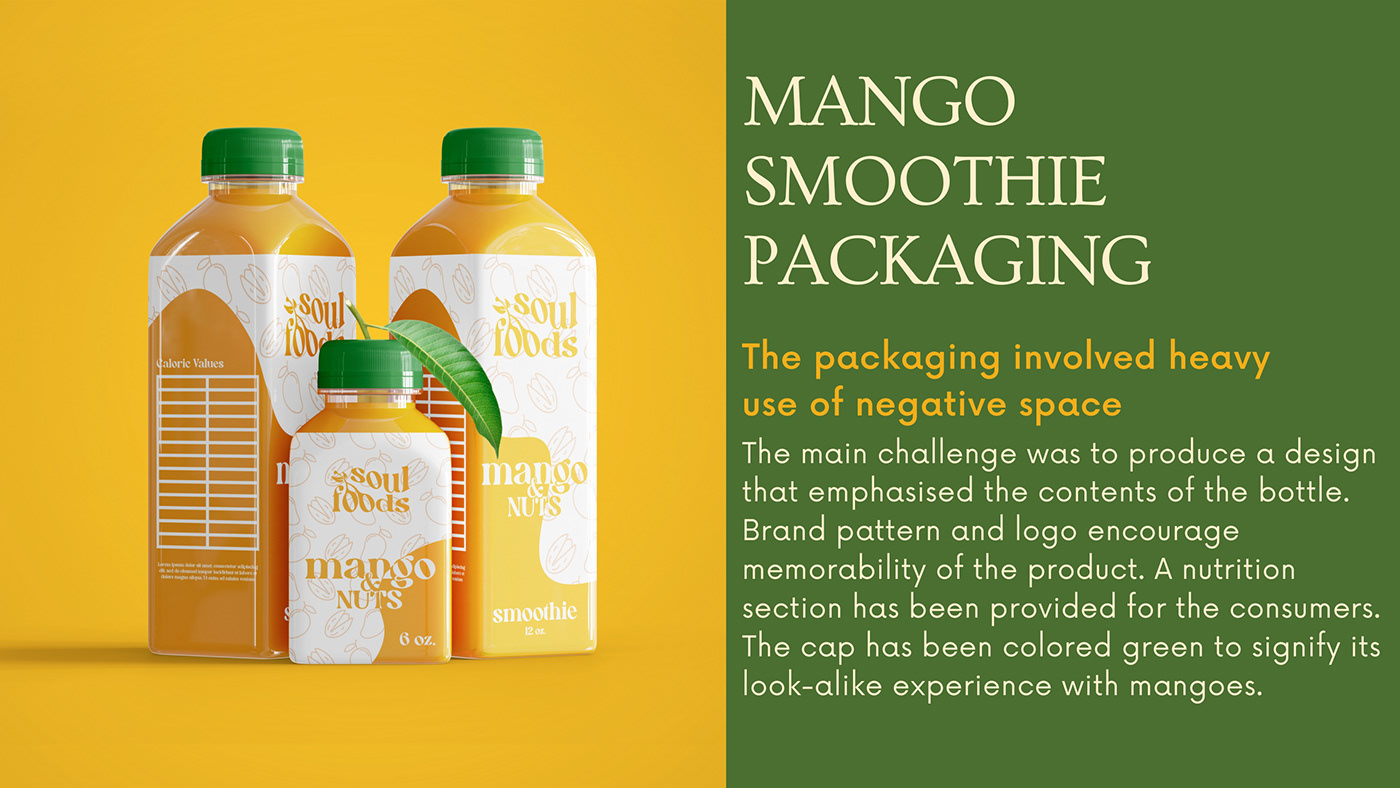 soul
foods
Caloric Values
soul
foods
mango
&
NUTS
smoothie
12 oz.
soul
foods
mango
&
NUTS
6 oz.
MANGO
SMOOTHIE
PACKAGING
The packaging involved heavy
use of negative space
The main challenge was to produce a design
that emphasised the contents of the bottle.
Brand pattern and logo encourage
memorability of the product. A nutrition
section has been provided for the consumers.
The cap has been colored green to signify its
look-alike experience with mangoes.